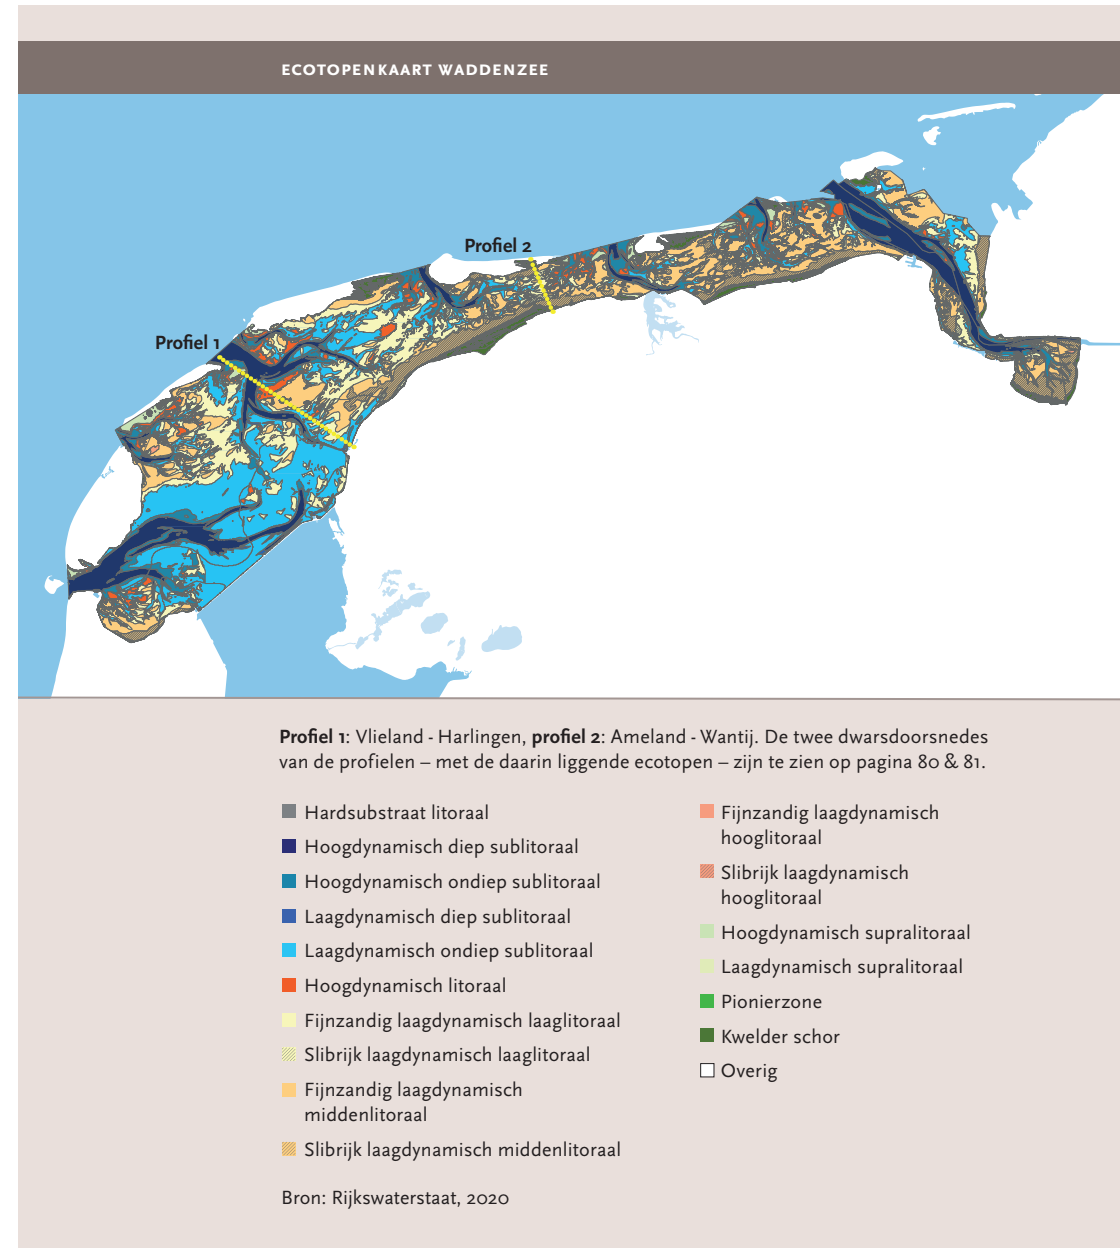 ECOTOPENKAART WADDENZEE
Profiel 2
Profiel 1
Profiel 1: Vlieland - Harlingen, profiel 2: Ameland - Wantij. De twee dwarsdoorsnedes
van de profielen – met de daarin liggende ecotopen – zijn te zien op pagina 80 & 81.
Hardsubstraat litoraal
Hoogdynamisch diep sublitoraal
Hoogdynamisch ondiep sublitoraal
Laagdynamisch diep sublitoraal
Laagdynamisch ondiep sublitoraal
Hoogdynamisch litoraal
Fijnzandig laagdynamisch laaglitoraal
Slibrijk laagdynamisch laaglitoraal
Fijnzandig laagdynamisch
middenlitoraal
Slibrijk laagdynamisch middenlitoraal
Fijnzandig laagdynamisch
hooglitoraal
Slibrijk laagdynamisch
hooglitoraal
Hoogdynamisch supralitoraal
Laagdynamisch supralitoraal
Pionierzone
Kwelder schor
Overig
Bron: Rijkswaterstaat, 2020